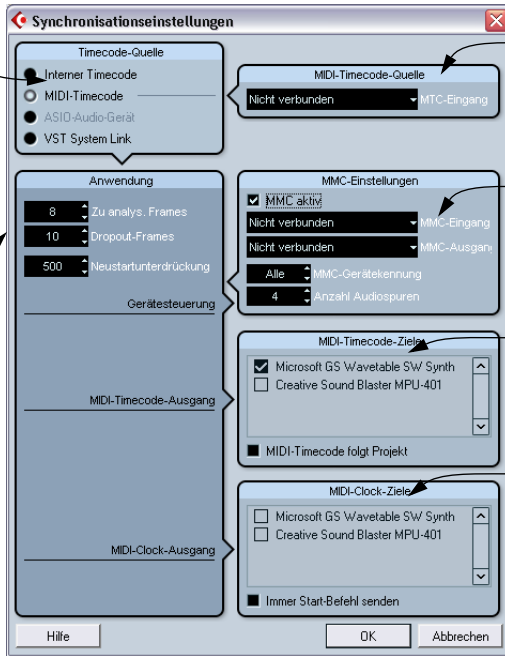 Synchronisationseinstellungen
Timecode-Quelle
Interner Timecode
MIDI-Timecode
ASIO-Audio-Gerät
VST System Link
MIDI-Timecode-Quelle
Nicht verbunden MTC-Eingang
Anwendung
8 Zu analys. Frames
10 Dropout-Frames
500 Neustartunterdrückung
Gerätesteuerung
MIDI-Timecode-Ausgang
MIDI-Clock-Ausgang
MMC-Einstellungen
MMC aktiv
Nicht verbunden MMC-Eingang
Nicht verbunden MMC-Ausgan
Alle MMC-Gerätekennung
4 Anzahl Audiospuren
MIDI-Timecode-Ziele
Microsoft GS Wavetable SW Synth
Creative Sound Blaster MPU-401
MIDI-Timecode folgt Projekt
MIDI-Clock-Ziele
Microsoft GS Wavetable SW Synth
Creative Sound Blaster MPU-401
Immer Start-Befehl senden
Hilfe
OK
Abbrechen